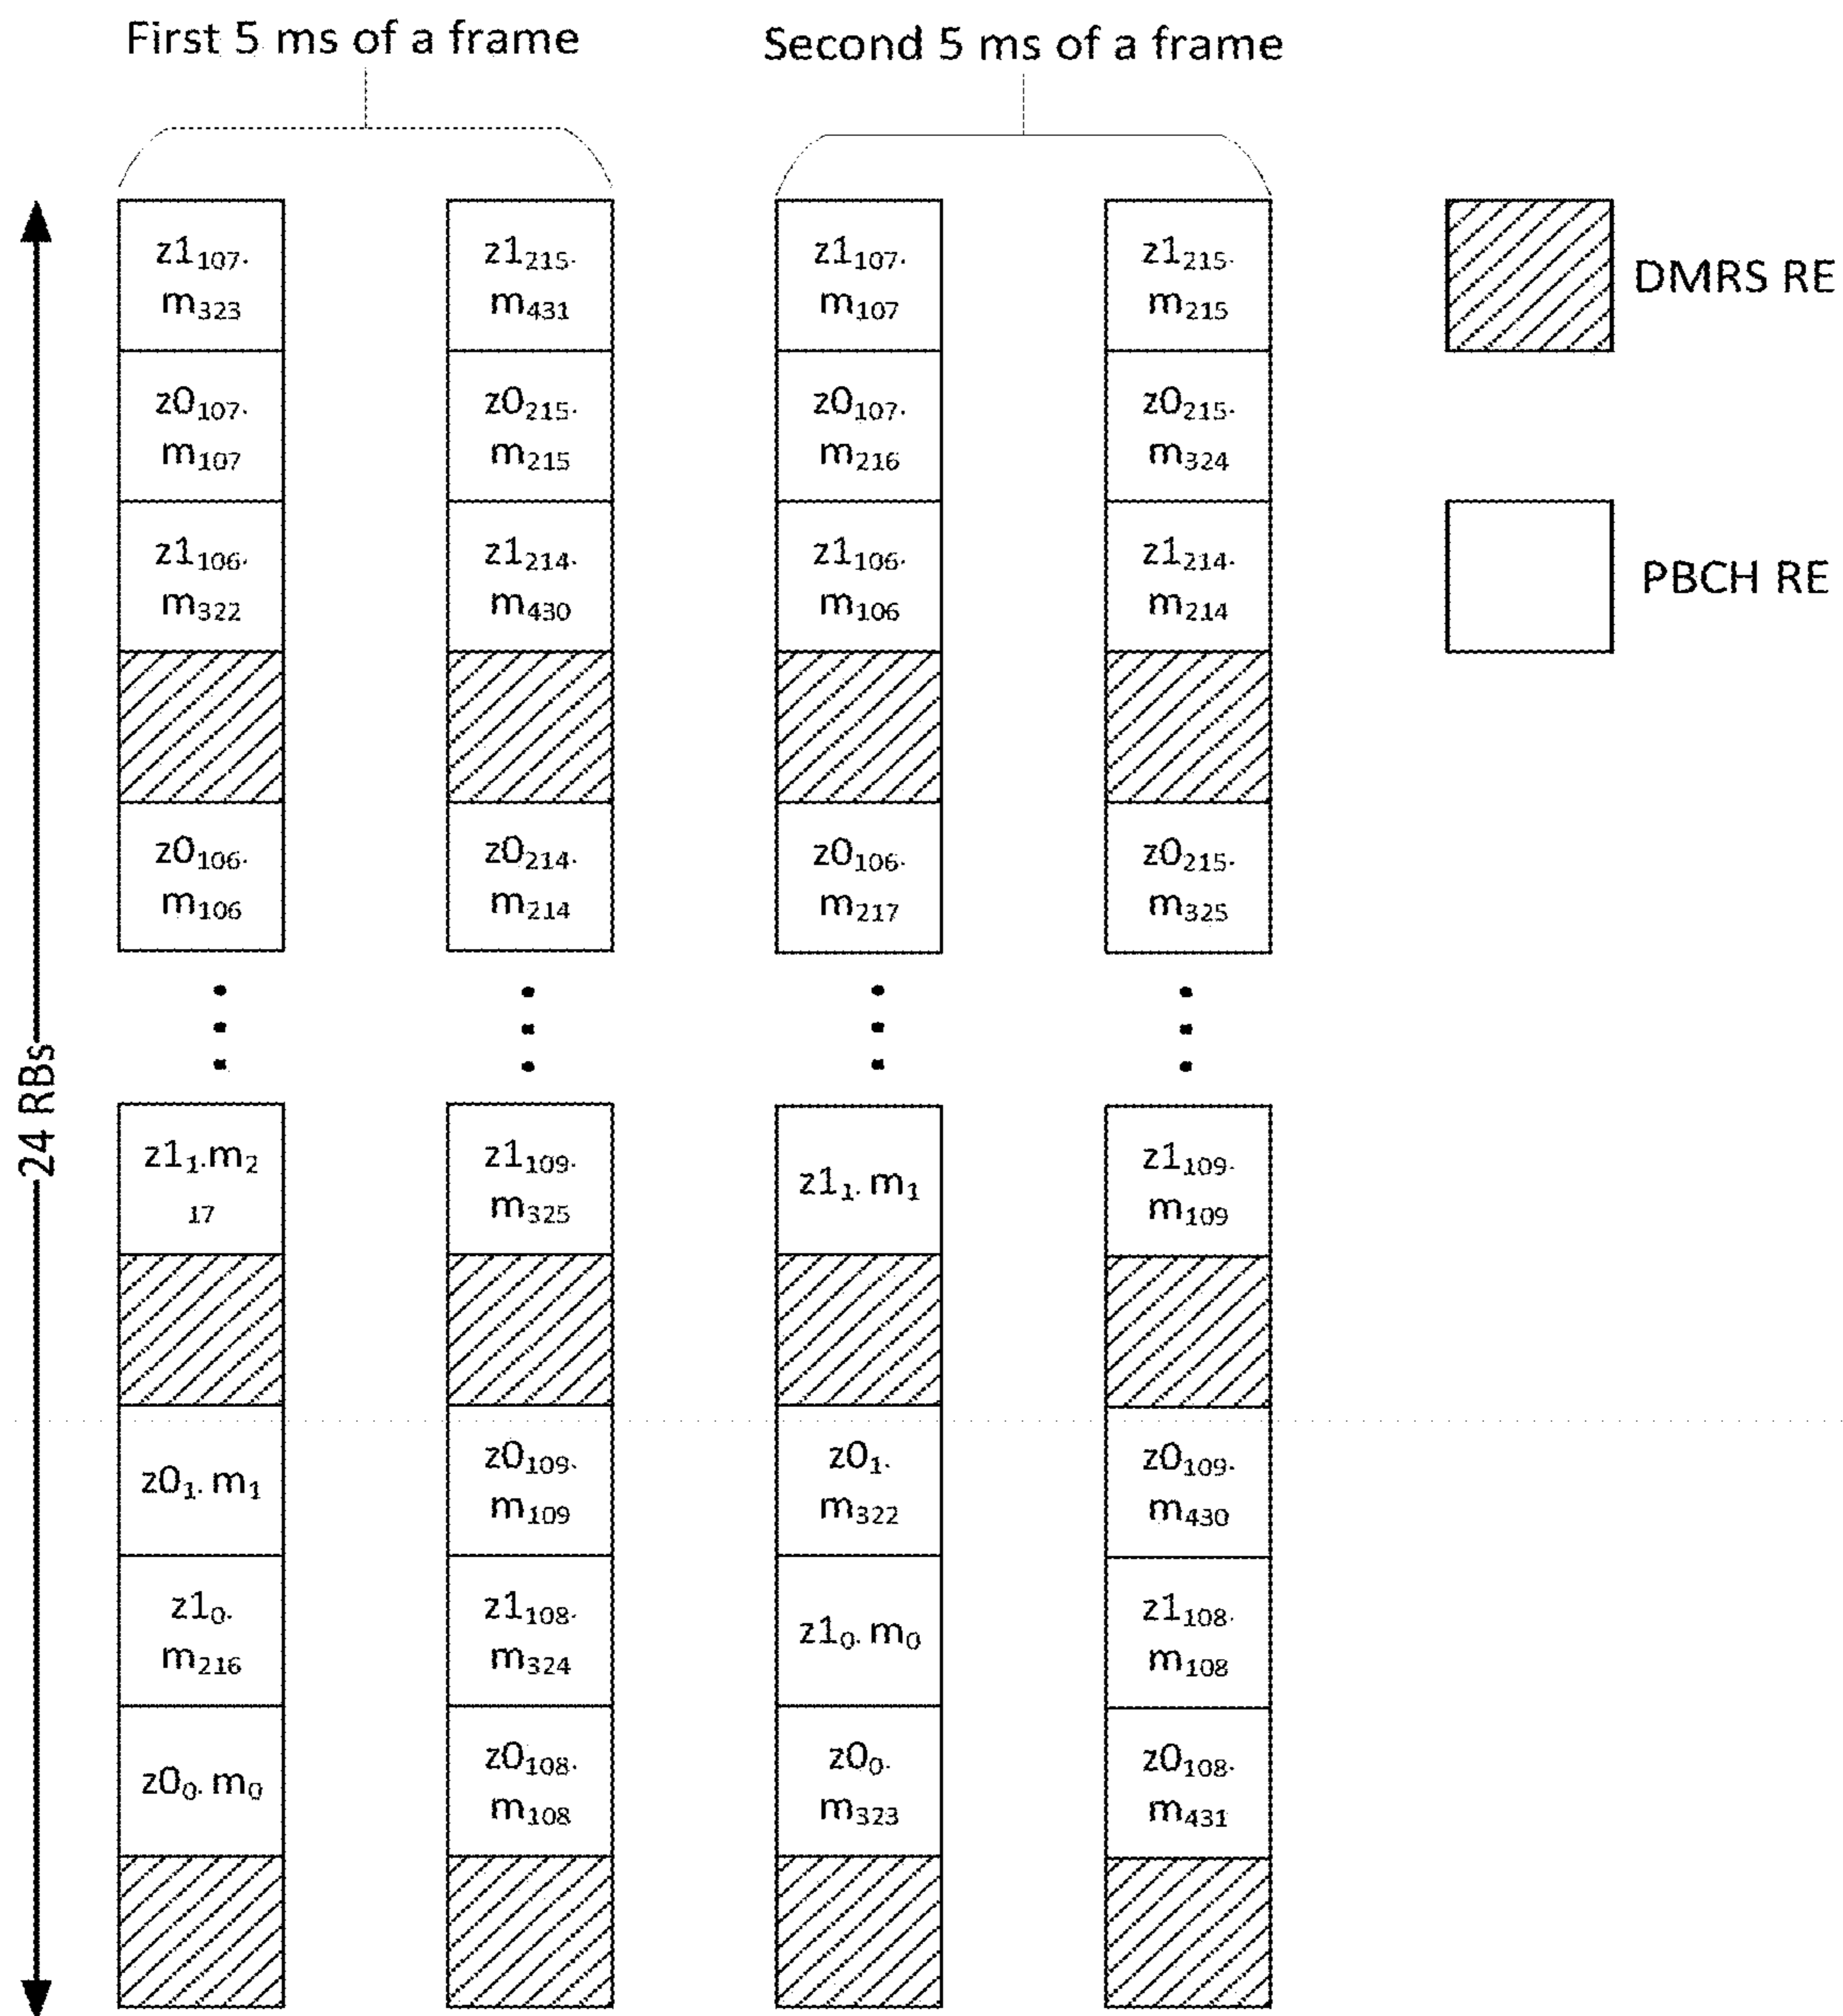 First 5 ms of a frame
Second 5 ms of a frame
24 RBs
z1₁₀₇.
m₃₂₃
z0₁₀₇.
m₁₀₇
z1₁₀₆.
m₃₂₂
z0₁₀₆.
m₁₀₆
z1₁.m₂
₁₇
z0₁.m₁
z1₀.
m₂₁₆
z0₀.m₀
z1₂₁₅.
m₄₃₁
z0₂₁₅.
m₂₁₅
z1₂₁₄.
m₄₃₀
z0₂₁₄.
m₂₁₄
z1₁₀₉.
m₃₂₅
z0₁₀₉.
m₁₀₉
z1₁₀₈.
m₃₂₄
z0₁₀₈.
m₁₀₈
z1₁₀₇.
m₁₀₇
z0₁₀₇.
m₂₁₆
z1₁₀₆.
m₁₀₆
z0₁₀₆.
m₂₁₇
z1₁.m₁
z0₁.
m₃₂₂
z1₀.m₀
z0₀.
m₃₂₃
z1₂₁₅.
m₂₁₅
z0₂₁₅.
m₃₂₄
z1₂₁₄.
m₂₁₄
z0₂₁₅.
m₃₂₅
z1₁₀₉.
m₁₀₉
z0₁₀₉.
m₄₃₀
z1₁₀₈.
m₁₀₈
z0₁₀₈.
m₄₃₁
DMRS RE
PBCH RE